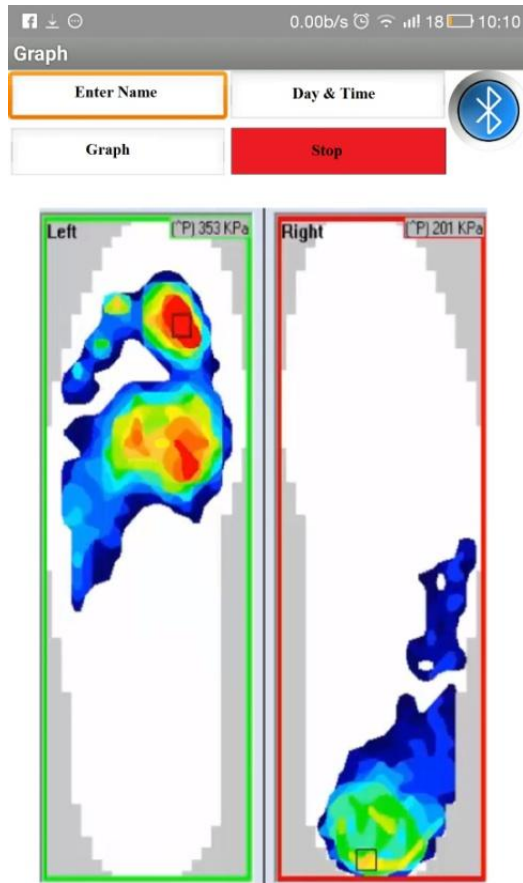 0.00b/s 18 10:10
Graph
Enter Name
Day & Time
Graph
Stop
Left
(^P) 353 KPa
Right
(^P) 201 KPa